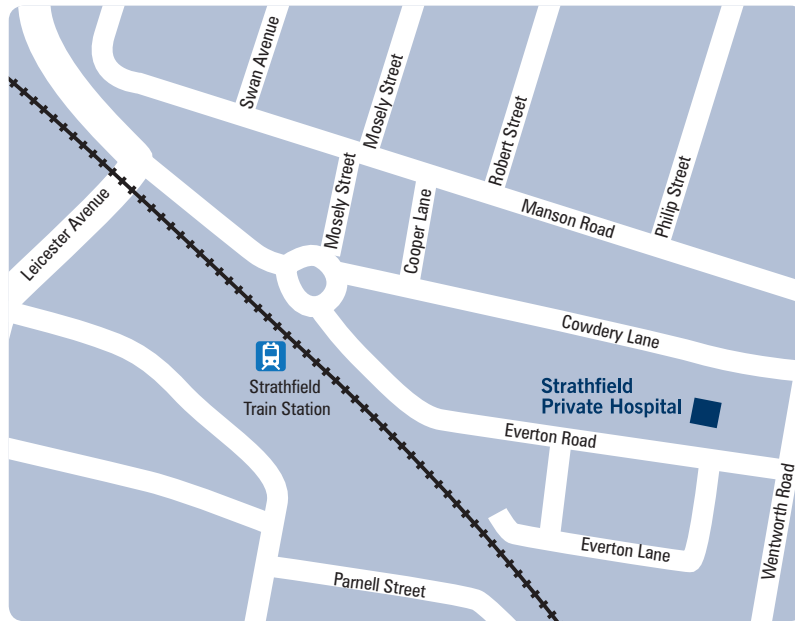 Swan Avenue
Mosely Street
Robert Street
Philip Street
Mosely Street
Cooper Lane
Manson Road
Leicester Avenue
Cowdery Lane
Strathfield
Train Station
Strathfield
Private Hospital
Everton Road
Wentworth Road
Everton Lane
Parnell Street